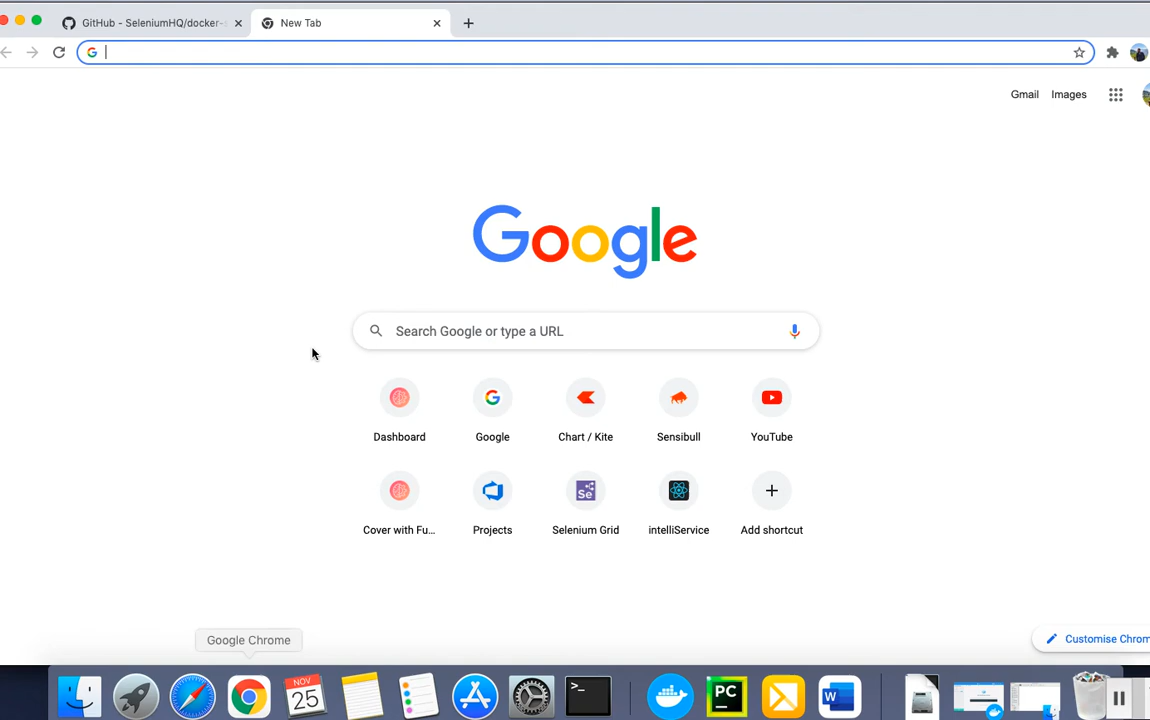 GitHub - SeleniumHQ/docker-s
New Tab
Gmail Images
Google
Search Google or type a URL
Dashboard Google Chart / Kite Sensibull YouTube
Se
Cover with Fu... Projects Selenium Grid intelliService Add shortcut
Customise Chrom
Google Chrome
NOV
25
>_
PC
W